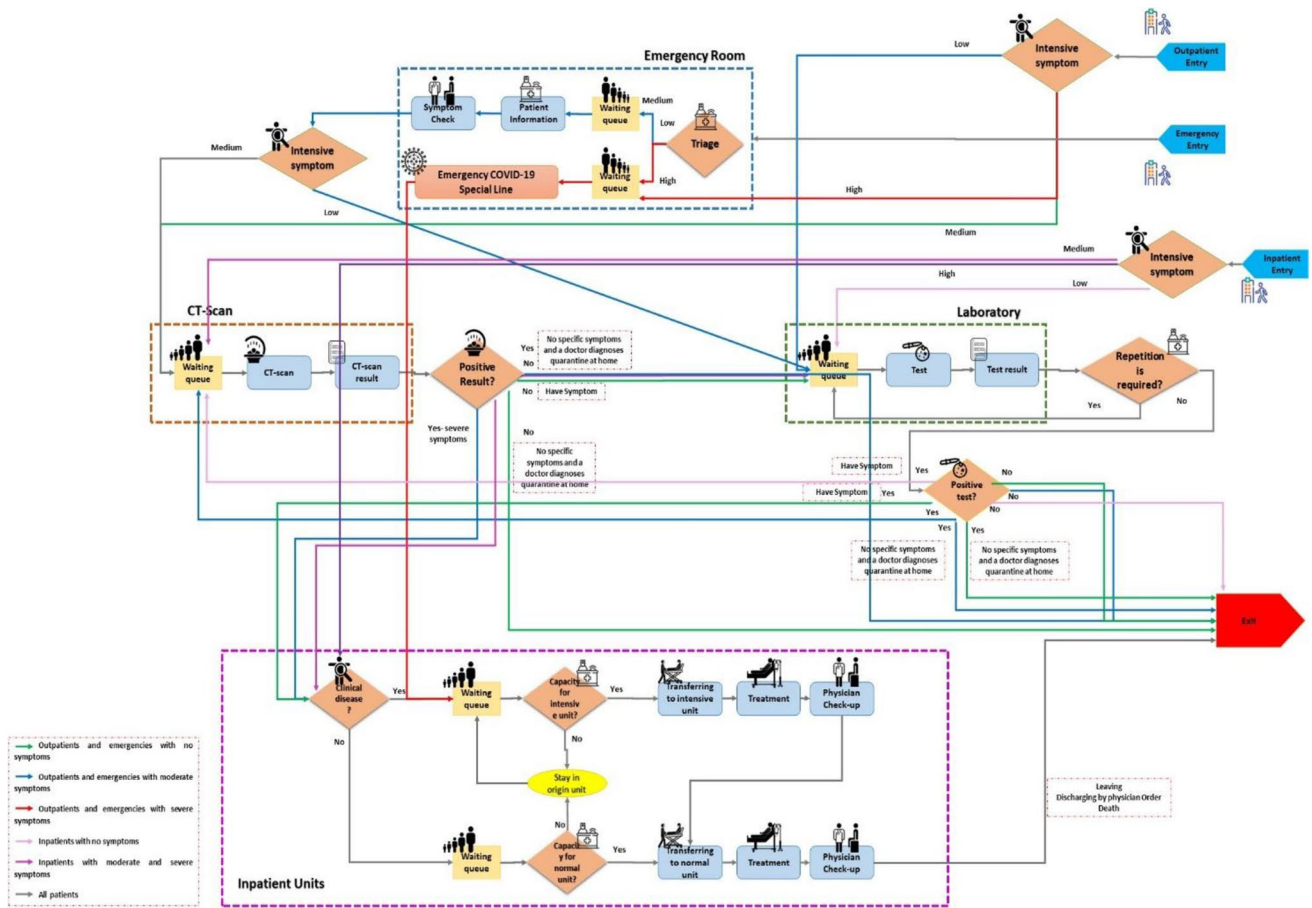 Outpatient
Entry
Intensive
symptom
Low
Emergency Room
Symptom
Check
Patient
Information
Waiting
queue
Medium
Low
Triage
Emergency
Entry
Intensive
symptom
Medium
Emergency COVID-19
Special Line
Waiting
queue
High
High
Low
Medium
Medium
Intensive
symptom
Inpatient
Entry
High
Low
CT-Scan
Waiting
queue
CT-scan
CT-scan
result
Positive
Result?
Yes
No
No specific symptoms
and a doctor diagnoses
quarantine at home
No
Have Symptom
Yes- severe
symptoms
No
No specific
symptoms and a
doctor diagnoses
quarantine at home
Laboratory
Waiting
queue
Test
Test result
Repetition
is
required?
Yes
No
Have Symptom
Yes
Have Symptom
Yes
Positive
test?
No
No
No
Yes
Yes
Yes
No specific symptoms
and a doctor diagnoses
quarantine at home
No specific symptoms
and a doctor diagnoses
quarantine at home
Exit
Clinical
disease
?
Yes
No
Waiting
queue
Capacity
for
intensiv
e unit?
Yes
No
Transferring
to intensive
unit
Treatment
Physician
Check-up
Stay in
origin unit
No
Waiting
queue
Capacit
y for
normal
unit?
Yes
Transferring
to normal
unit
Treatment
Physician
Check-up
Inpatient Units
Leaving
Discharging by physician Order
Death
Outpatients and emergencies with no
symptoms
Outpatients and emergencies with moderate
symptoms
Outpatients and emergencies with severe
symptoms
Inpatients with no symptoms
Inpatients with moderate and severe
symptoms
All patients